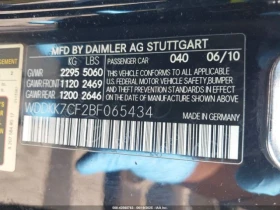 MFD BY DAIMLER AG STUTTGART
KG LBS PASSENGER CAR 040 06/10
GVWR 2295 5060 THIS VEHICLE CONFORMS TO ALL
GAWR FRONT 1120 2469 APPLICABLE U.S. FEDERAL MOTOR
GAWR REAR 1200 2646 VEHICLE SAFETY, BUMPER
AND THEFT PREVENTION STANDARDS
IN EFFECT ON THE DATE OF
MANUFACTURE SHOWN ABOVE.
WDDKK7CF2BF065434 MADE IN GERMANY